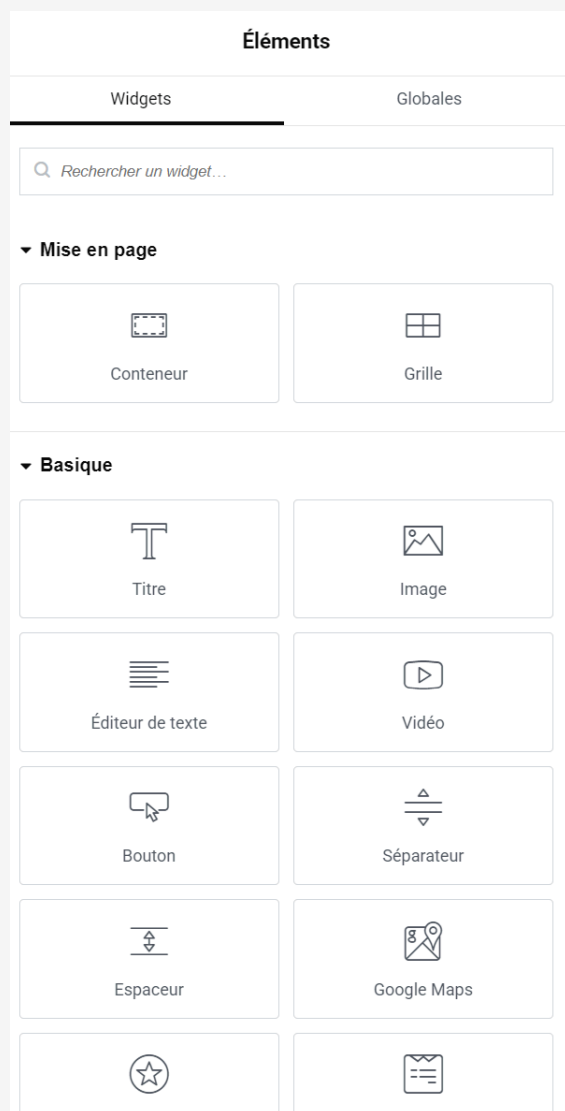 Éléments
Widgets
Globales
Rechercher un widget…
Mise en page
Conteneur
Grille
Basique
Titre
Image
Éditeur de texte
Vidéo
Bouton
Séparateur
Espaceur
Google Maps